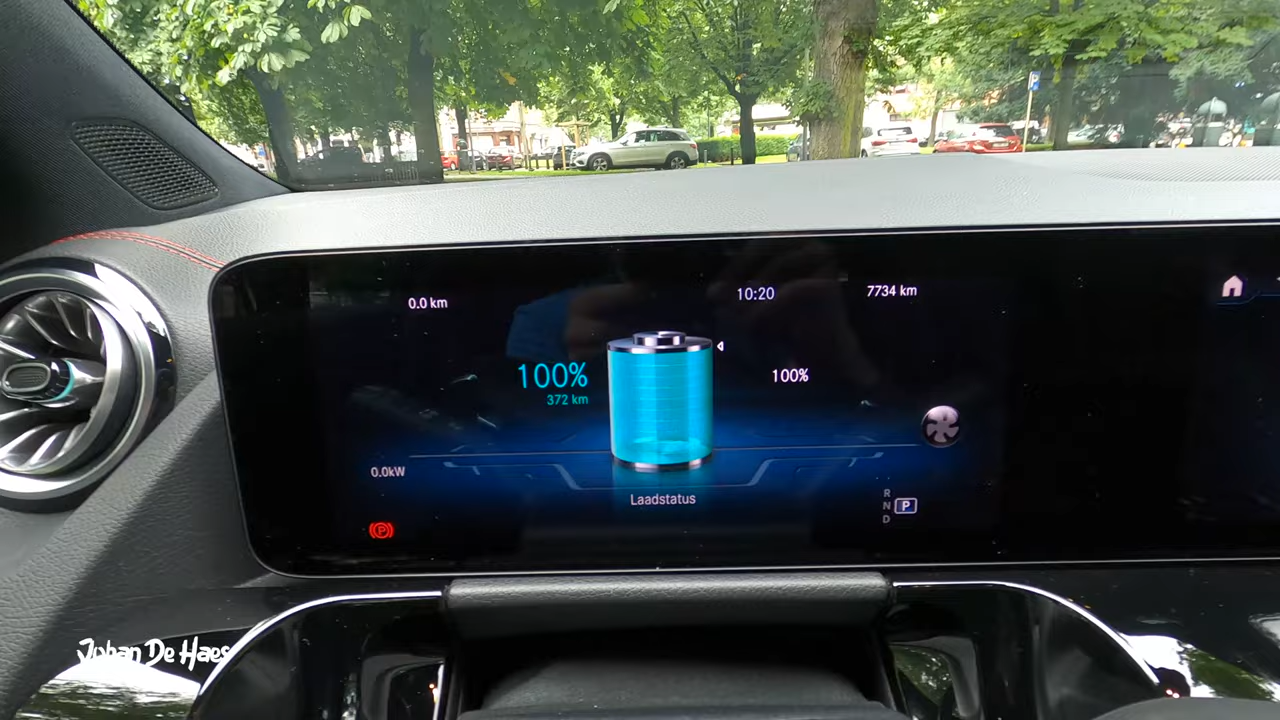 0.0 km
10:20
7734 km
100%
372 km
100%
0.0kW
Laadstatus
R
N
P
D
P
P
Johan De Haes